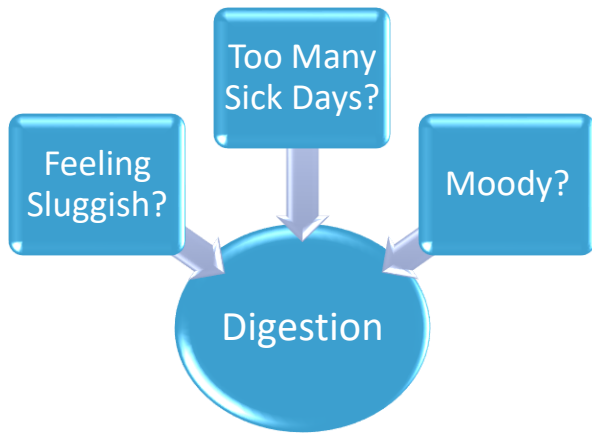 Too Many
Sick Days?
Feeling
Sluggish?
Moody?
Digestion